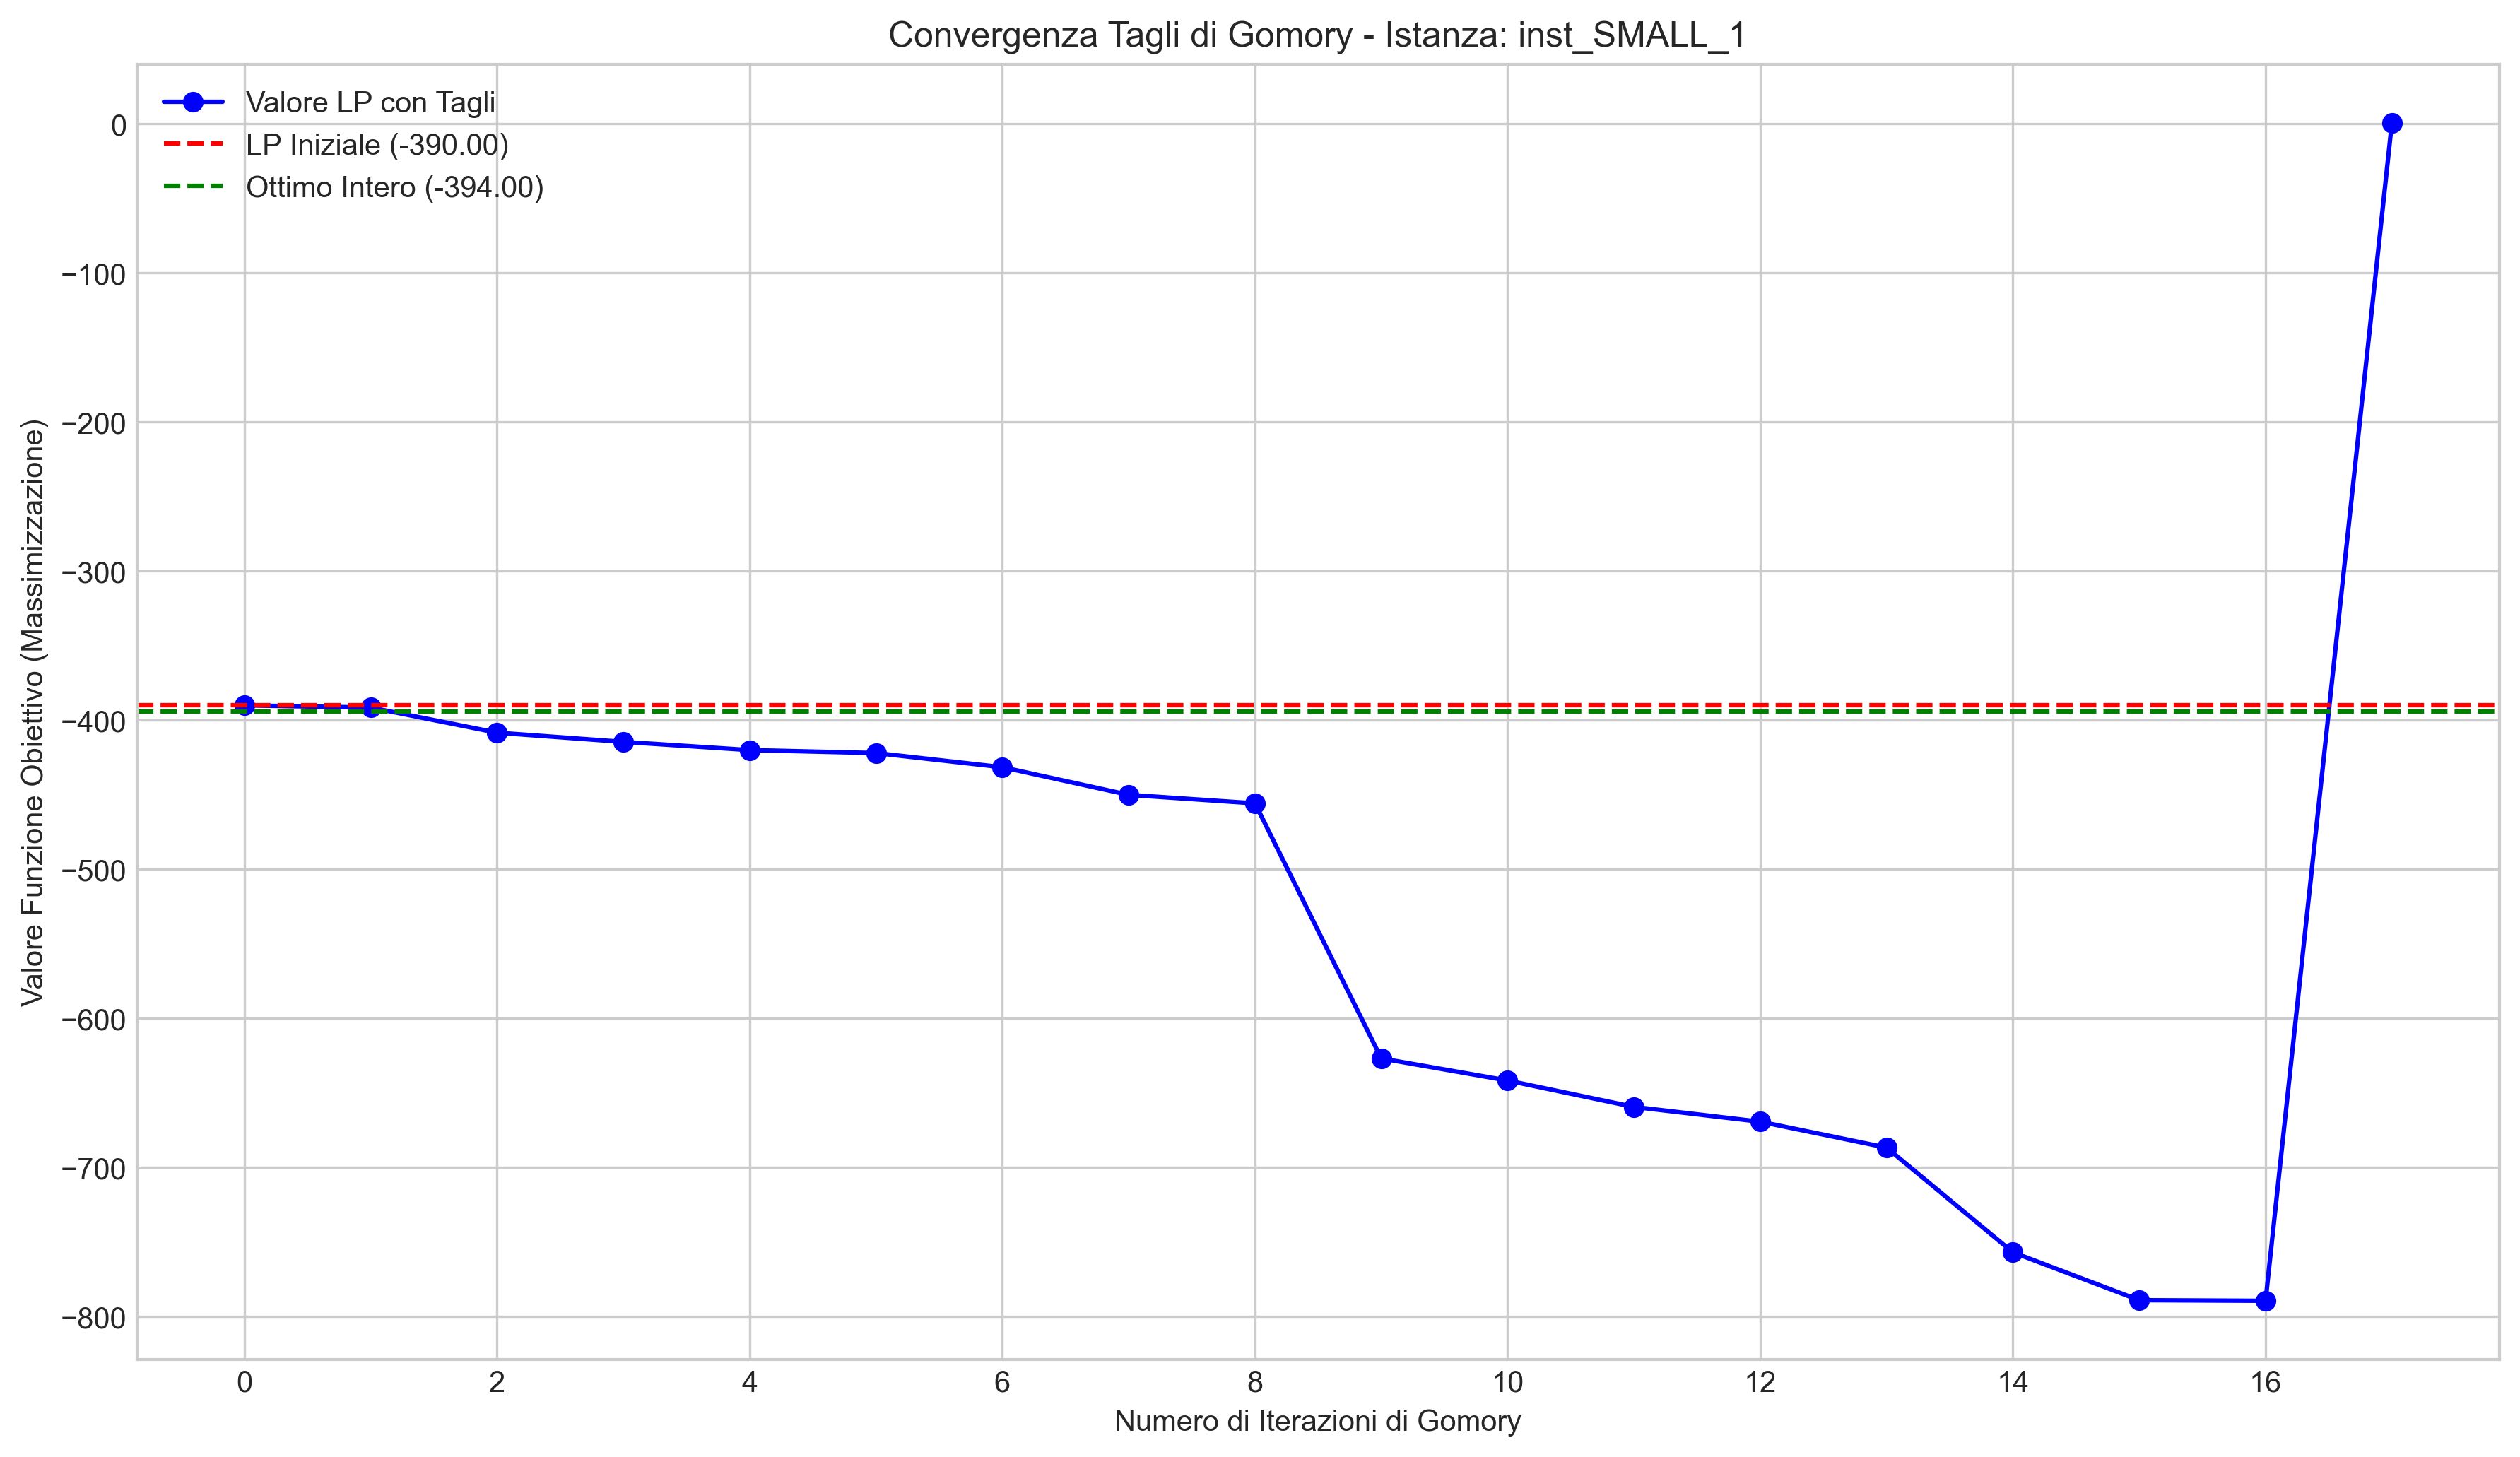 Convergenza Tagli di Gomory - Istanza: inst_SMALL_1
Valore LP con Tagli
LP Iniziale (-390.00)
Ottimo Intero (-394.00)
Valore Funzione Obiettivo (Massimizzazione)
0
−100
−200
−300
−400
−500
−600
−700
−800
0 2 4 6 8 10 12 14 16
Numero di Iterazioni di Gomory